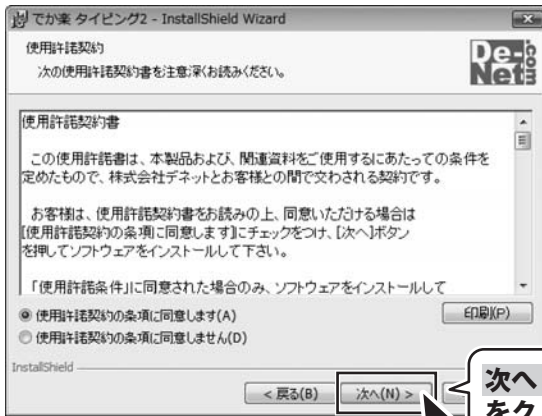 でか楽 タイピング2 - InstallShield Wizard
使用許諾契約
次の使用許諾契約書を注意深くお読みください。
De-Net.com
使用許諾契約書
この使用許諾書は、本製品および、関連資料をご使用するにあたっての条件を
定めたもので、株式会社デネットとお客様との間で交わされる契約です。
お客様は、使用許諾契約書をお読みの上、同意いただける場合は
[使用許諾契約の条項に同意します]にチェックをつけ、[次へ]ボタン
を押してソフトウェアをインストールして下さい。
「使用許諾条件」に同意された場合のみ、ソフトウェアをインストールして
使用許諾契約の条項に同意します(A)
印刷(P)
使用許諾契約の条項に同意しません(D)
InstallShield
< 戻る(B)
次へ(N) >
次へ
をク